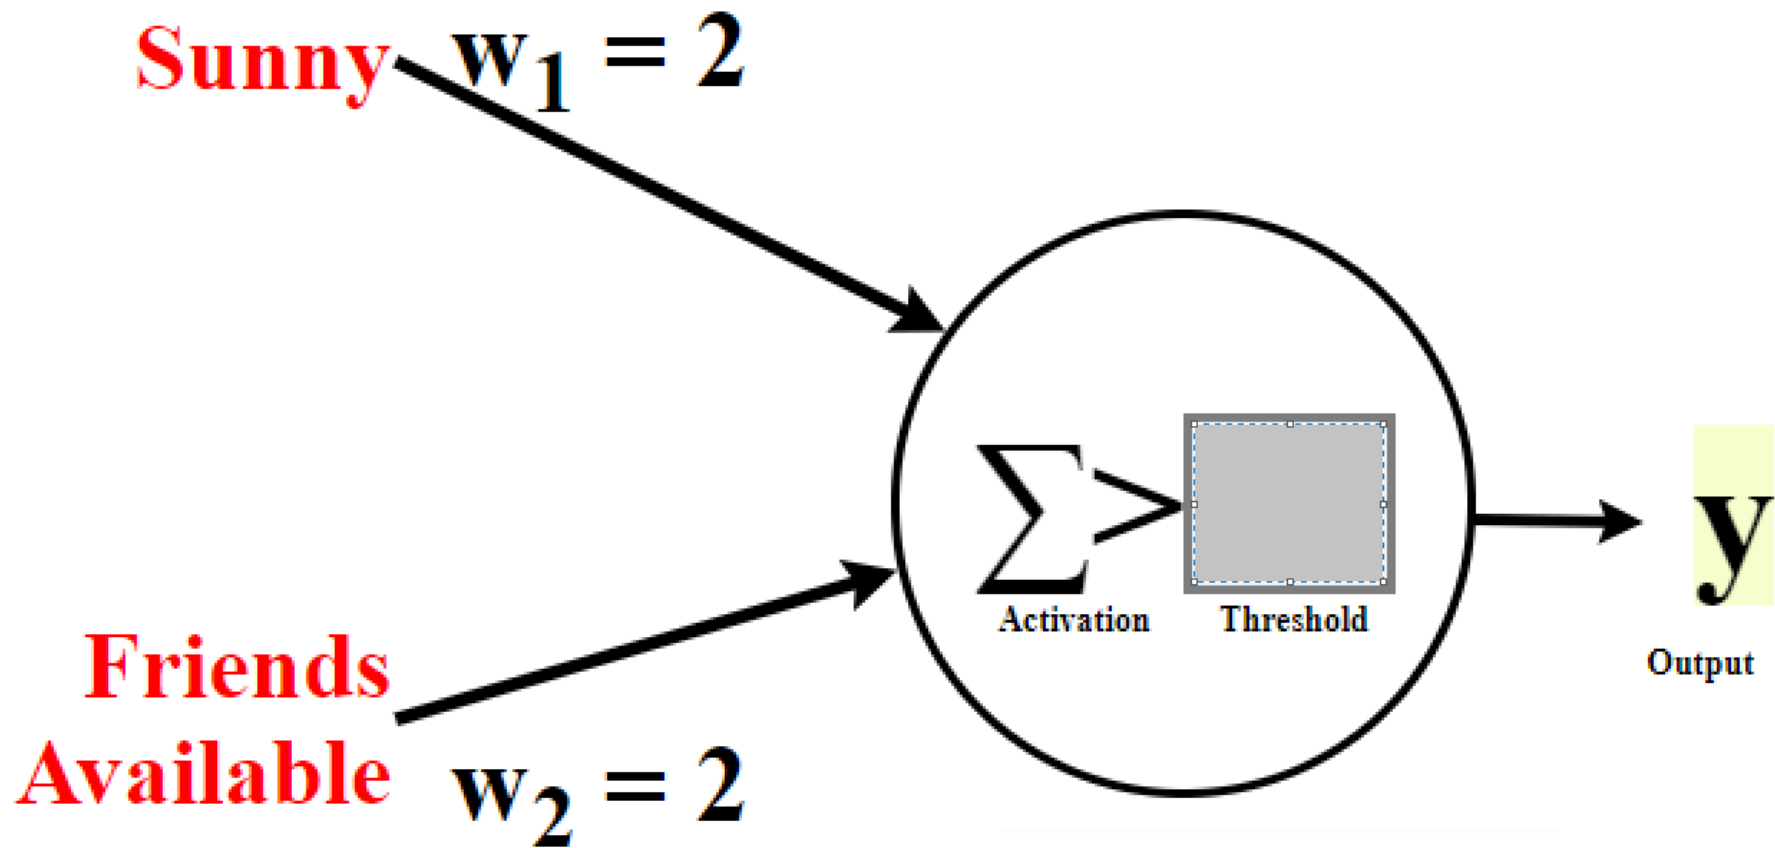 Sunny
w₁ = 2
Σ >
Activation
Threshold
y
Output
Friends
Available
w₂ = 2